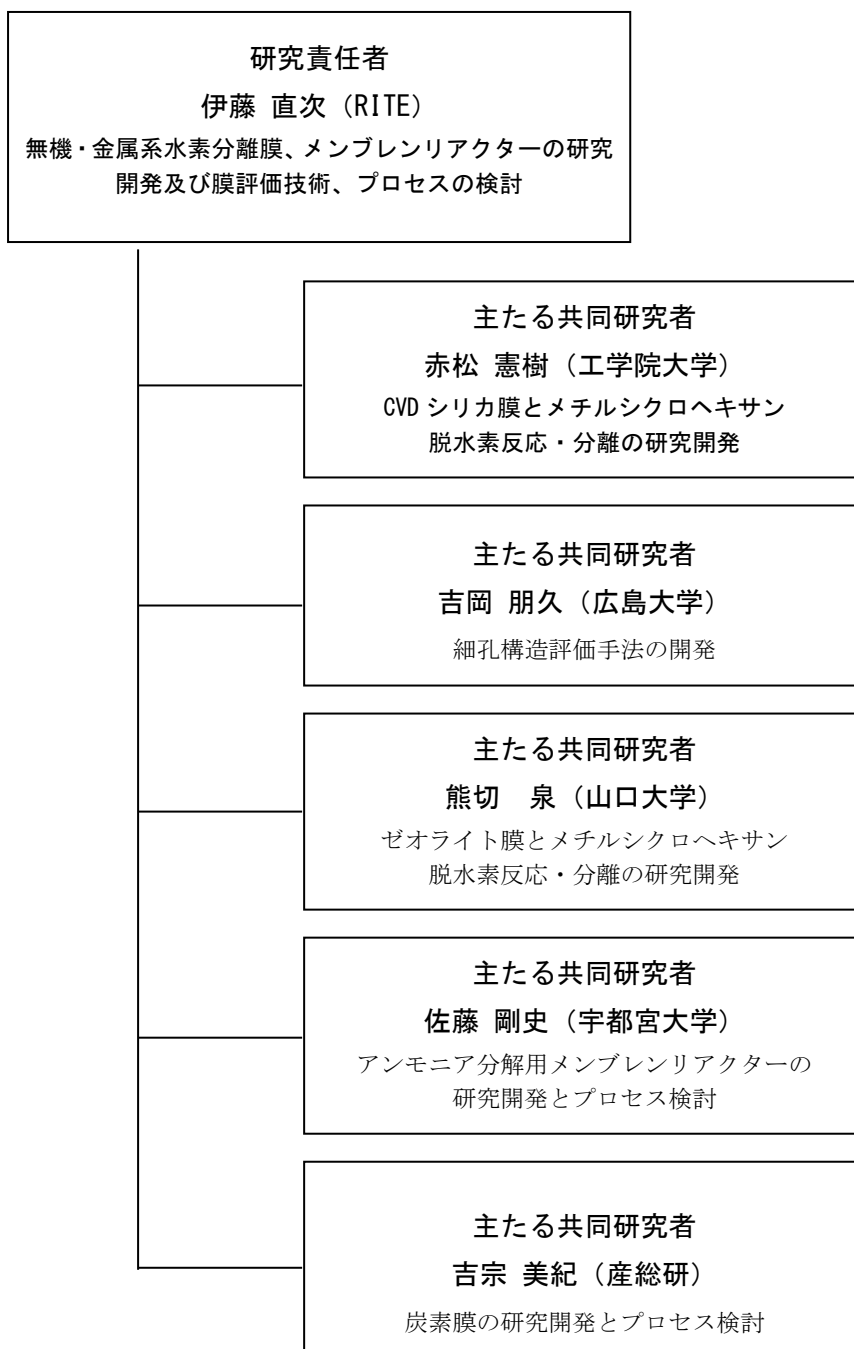 研究責任者
伊藤 直次（RITE）
無機・金属系水素分離膜、メンブレンリアクターの研究
開発及び膜評価技術、プロセスの検討
主たる共同研究者
赤松 憲樹（工学院大学）
CVD シリカ膜とメチルシクロヘキサン
脱水素反応・分離の研究開発
主たる共同研究者
吉岡 朋久（広島大学）
細孔構造評価手法の開発
主たる共同研究者
熊切　泉（山口大学）
ゼオライト膜とメチルシクロヘキサン
脱水素反応・分離の研究開発
主たる共同研究者
佐藤 剛史（宇都宮大学）
アンモニア分解用メンブレンリアクターの
研究開発とプロセス検討
主たる共同研究者
吉宗 美紀（産総研）
炭素膜の研究開発とプロセス検討